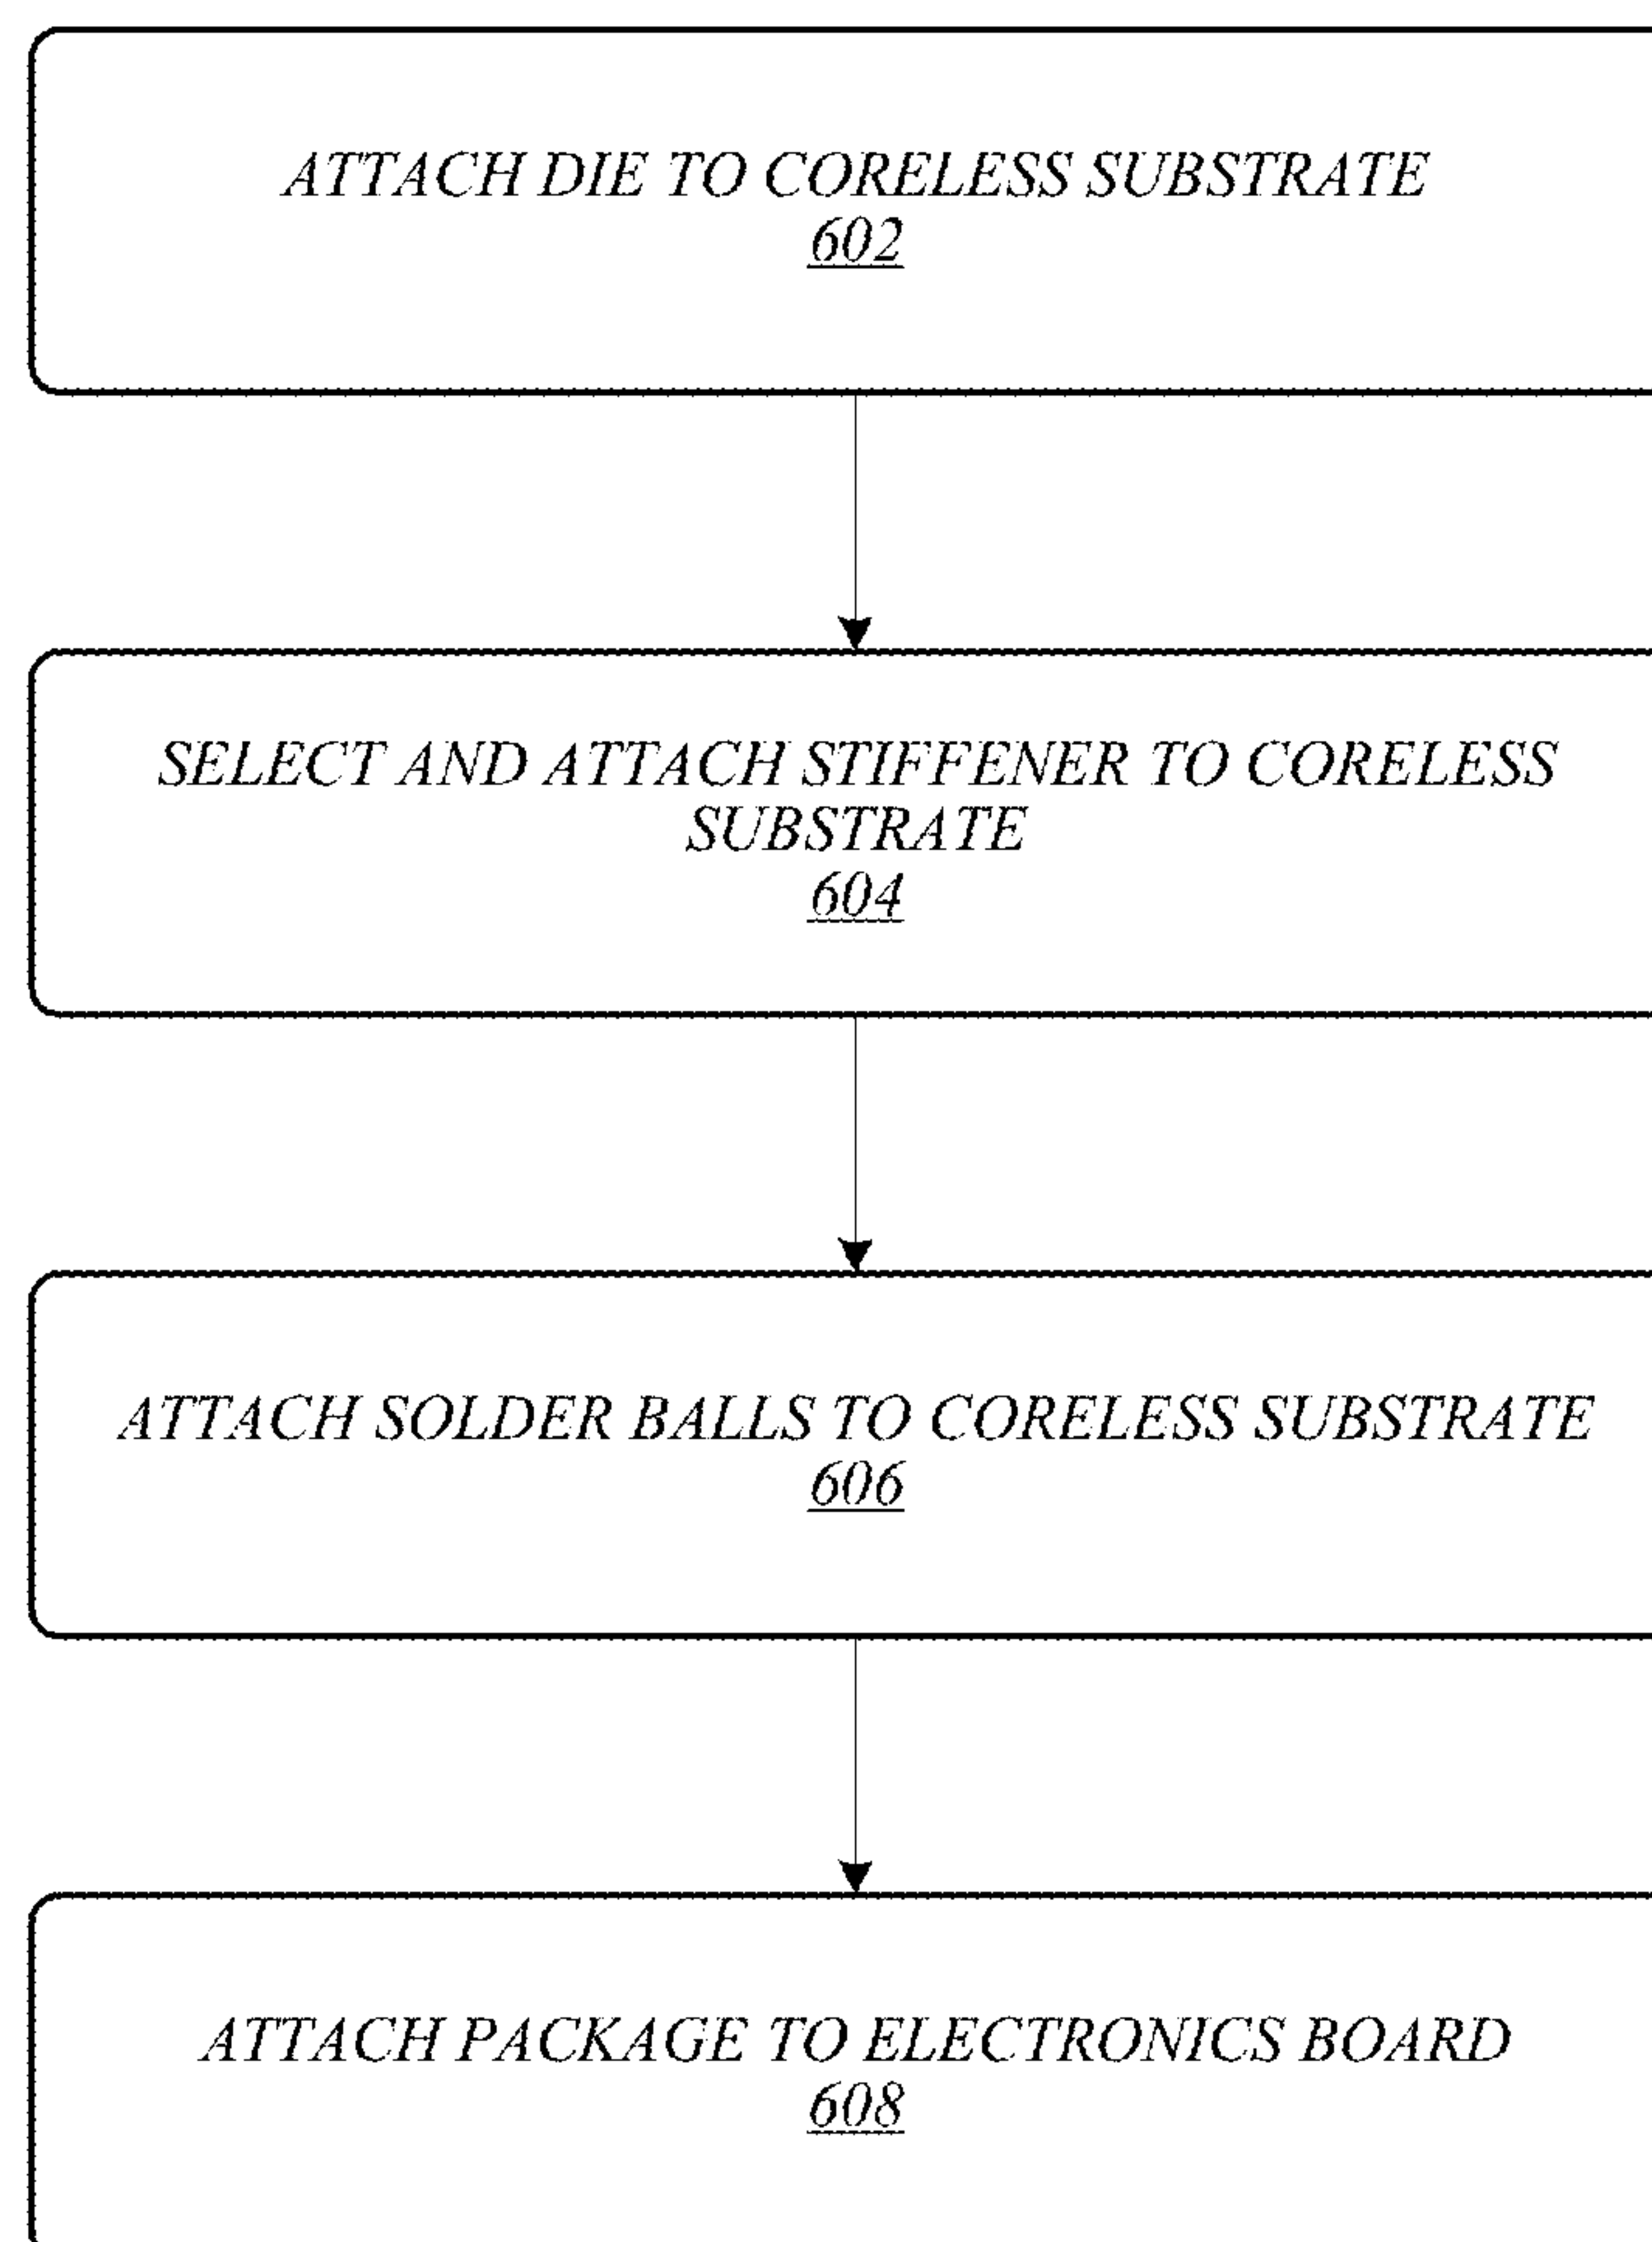 ATTACH DIE TO CORELESS SUBSTRATE
602
SELECT AND ATTACH STIFFENER TO CORELESS
SUBSTRATE
604
ATTACH SOLDER BALLS TO CORELESS SUBSTRATE
606
ATTACH PACKAGE TO ELECTRONICS BOARD
608